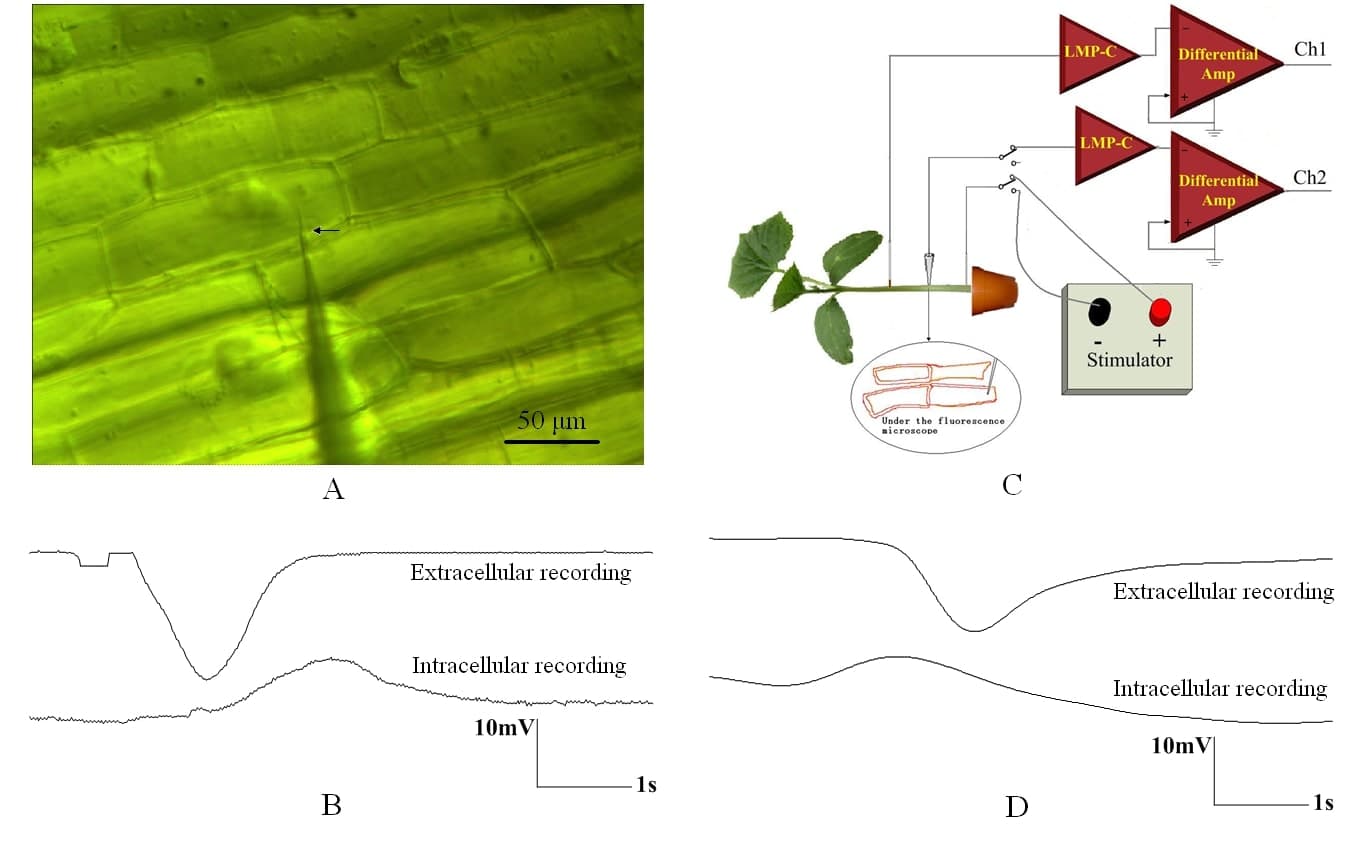 50 µm
A
LMP-C
Differential
Amp
-
+
Ch1
LMP-C
Differential
Amp
-
+
Ch2
- +
Stimulator
Under the fluorescence
microscope
C
Extracellular recording
Intracellular recording
10mV
1s
B
Extracellular recording
Intracellular recording
10mV
1s
D